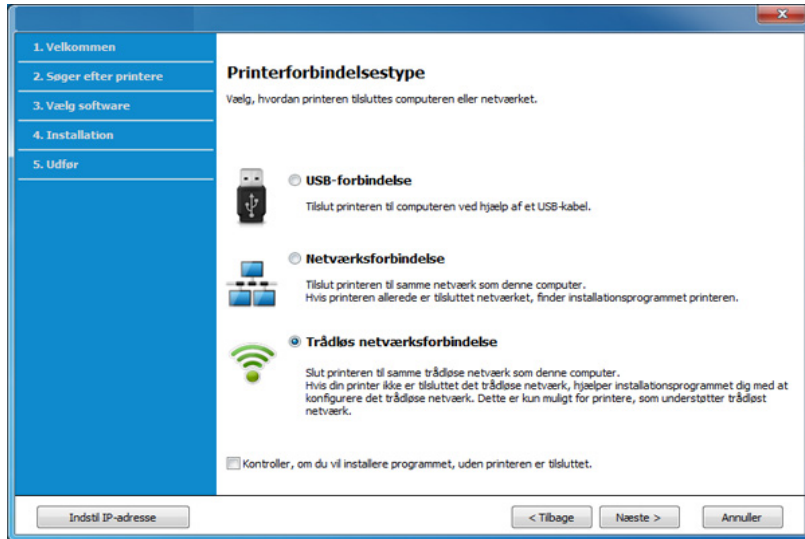 1. Velkommen
2. Søger efter printere
3. Vælg software
4. Installation
5. Udfør
Printerforbindelsestype
Vælg, hvordan printeren tilsluttes computeren eller netværket.
USB-forbindelse
Tilslut printeren til computeren ved hjælp af et USB-kabel.
Netværksforbindelse
Tilslut printeren til samme netværk som denne computer.
Hvis printeren allerede er tilsluttet netværket, finder installationsprogrammet printeren.
Trådløs netværksforbindelse
Slut printeren til samme trådløse netværk som denne computer.
Hvis din printer ikke er tilsluttet det trådløse netværk, hjælper installationsprogrammet dig med at
konfigurere det trådløse netværk. Dette er kun muligt for printere, som understøtter trådløst
netværk.
Kontroller, om du vil installere programmet, uden printeren er tilsluttet.
Indstil IP-adresse
< Tilbage
Næste >
Annuller